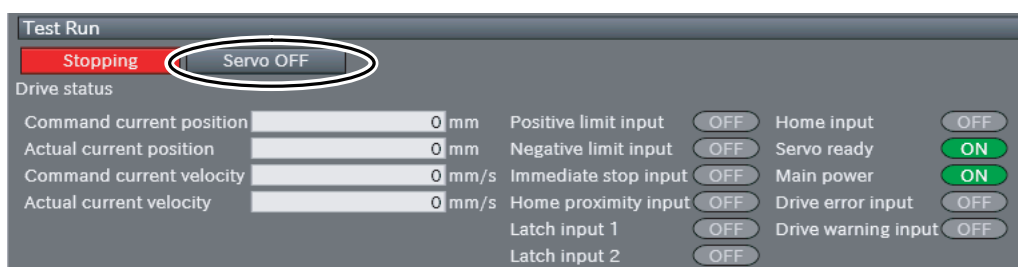 Test Run
Stopping Servo OFF
Drive status
Command current position 0 mm Positive limit input OFF Home input OFF
Actual current position 0 mm Negative limit input OFF Servo ready ON
Command current velocity 0 mm/s Immediate stop input OFF Main power ON
Actual current velocity 0 mm/s Home proximity input OFF Drive error input OFF
Latch input 1 OFF Drive warning input OFF
Latch input 2 OFF